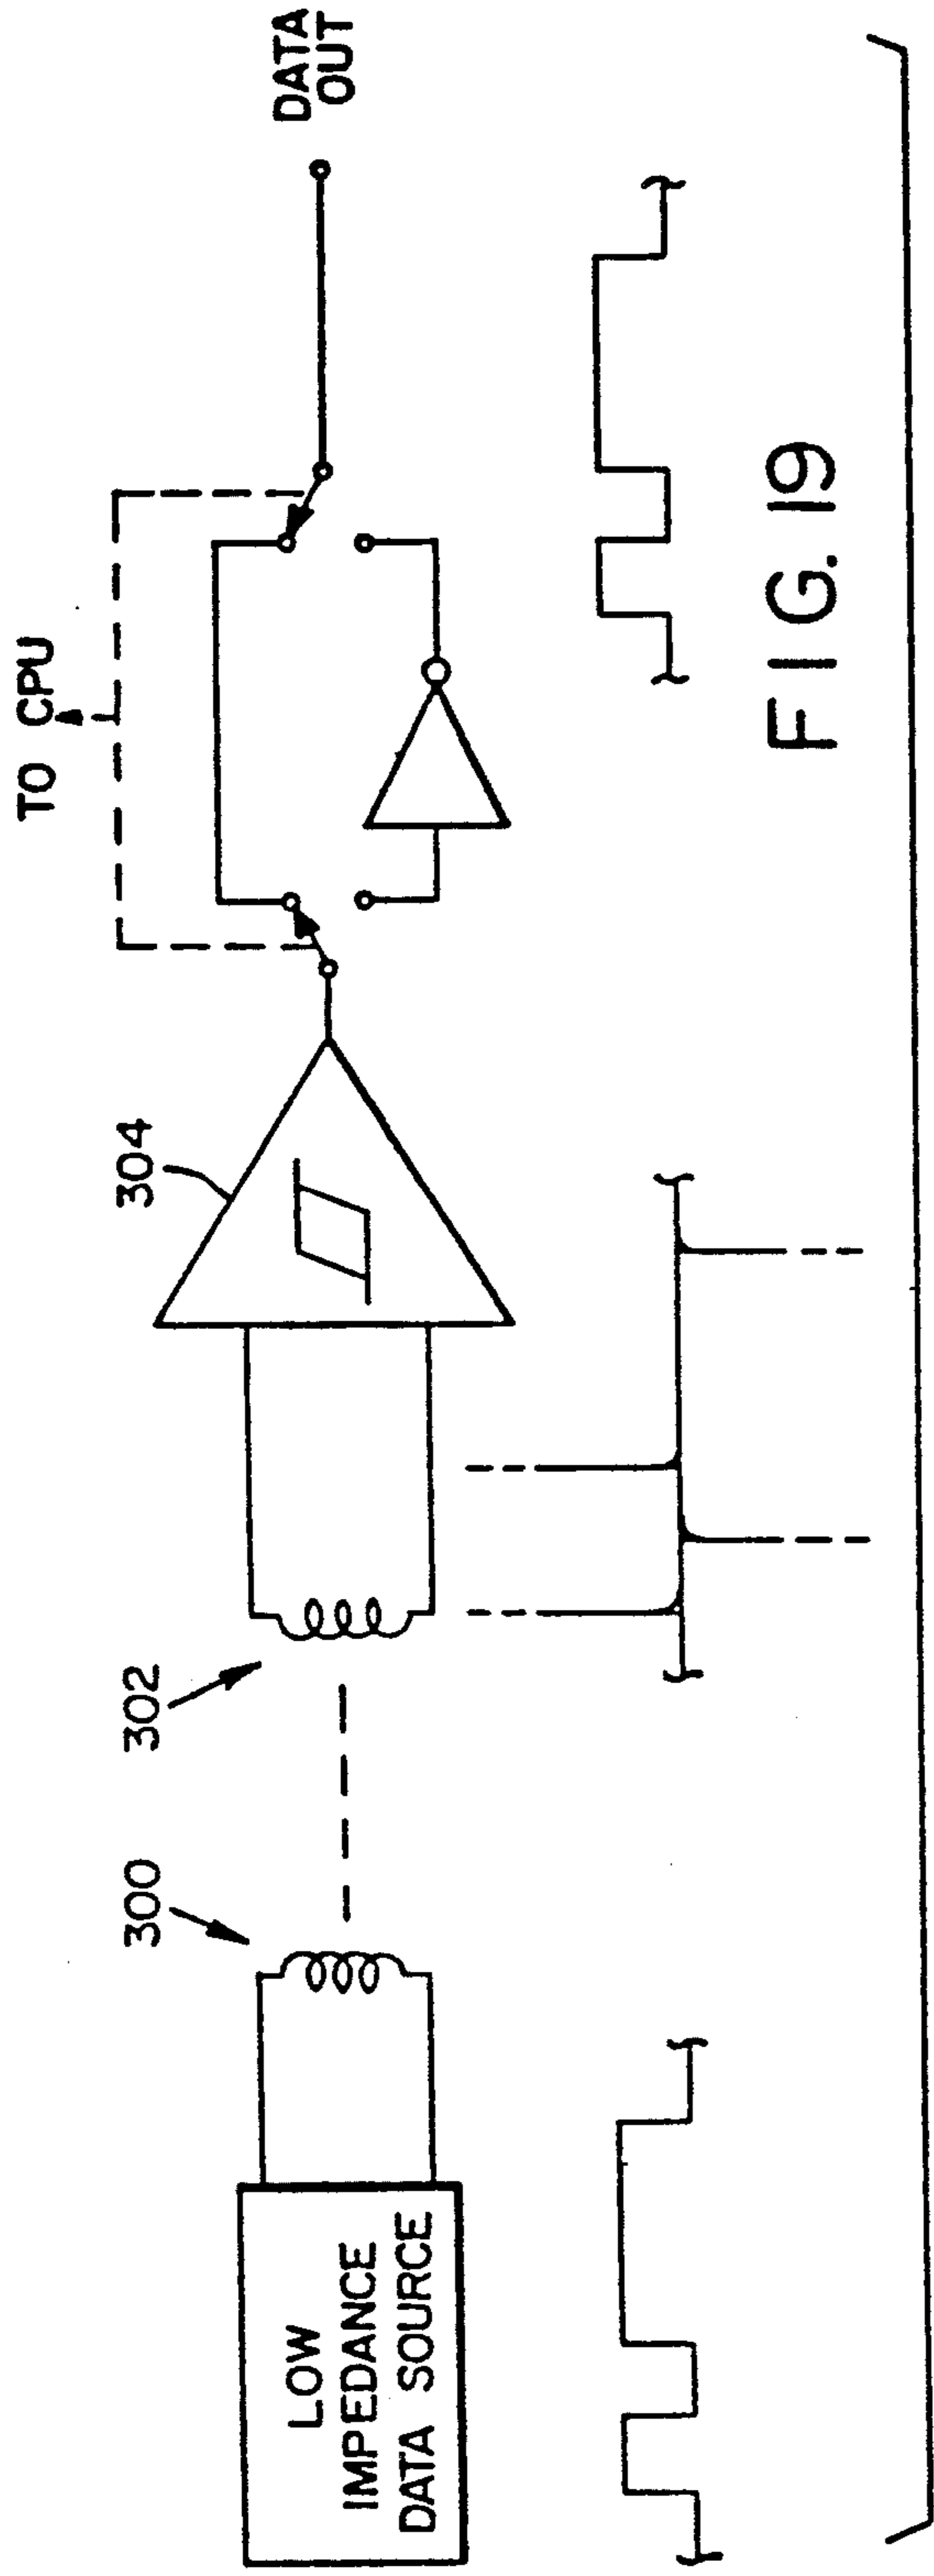 TO CPU
DATA
OUT
304
302
300
LOW
IMPEDANCE
DATA SOURCE
FIG. 19